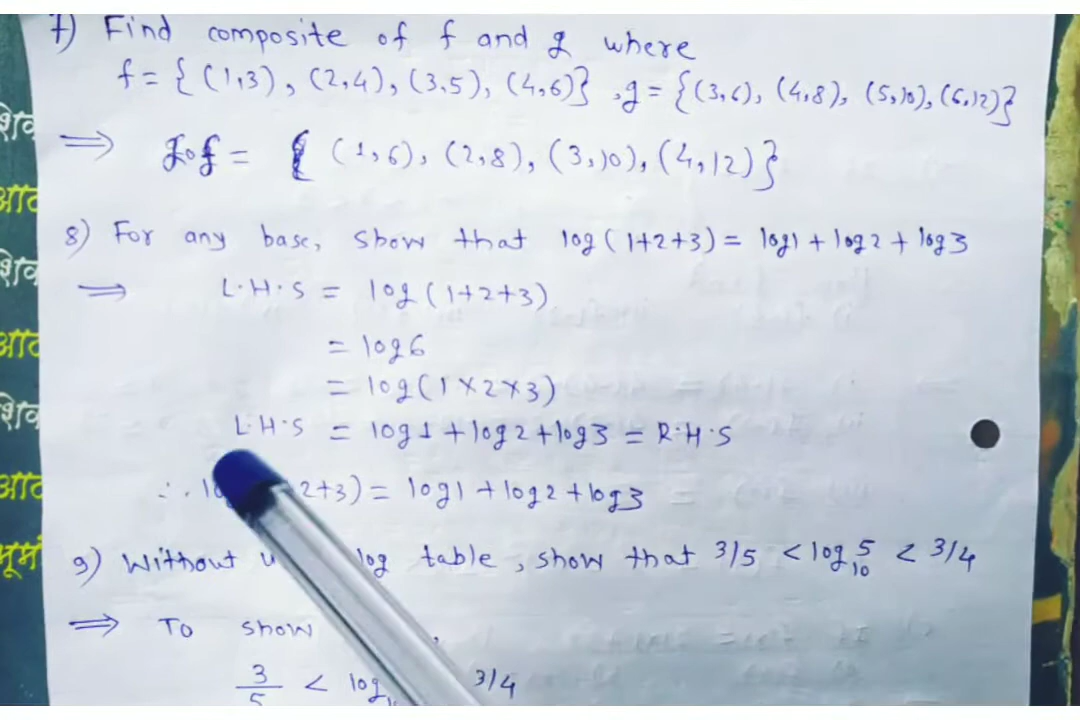 7) Find composite of f and g where
f = { (1,3), (2,4), (3,5), (4,6)} , g = {(3,6), (4,8), (5,10), (6,12)}
⇒ gof = { (1,6), (2,8), (3,10), (4,12)}
8) For any base, show that log(1+2+3) = log1 + log2 + log3
⇒ L.H.S = log(1+2+3)
= log6
= log(1×2×3)
L.H.S = log1 + log2 + log3 = R.H.S
∴ 2+3) = log1 + log2 + log3
9) Without log table, show that 3/5 < log₁₀5 < 3/4
⇒ To show
3/5 < log 3/4